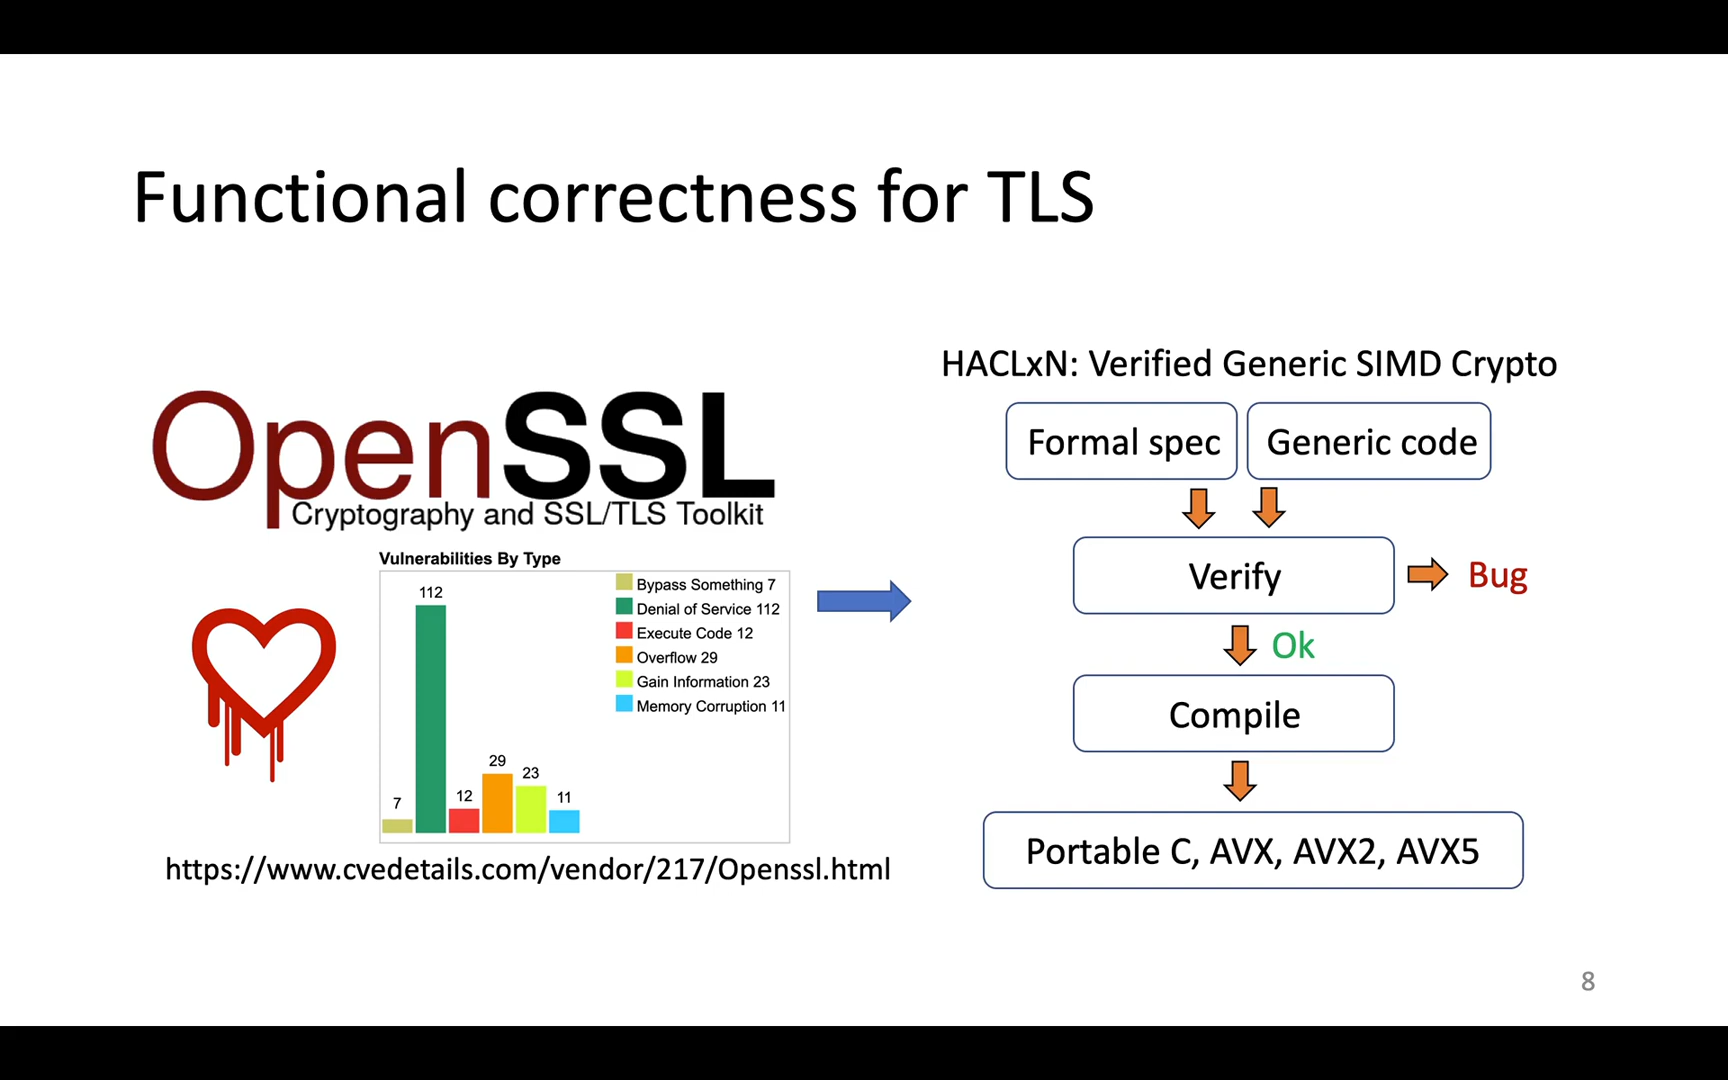 Functional correctness for TLS
OpenSSL
Cryptography and SSL/TLS Toolkit
Vulnerabilities By Type
112
7
12
29
23
11
Bypass Something 7
Denial of Service 112
Execute Code 12
Overflow 29
Gain Information 23
Memory Corruption 11
https://www.cvedetails.com/vendor/217/Openssl.html
HACLxN: Verified Generic SIMD Crypto
Formal spec
Generic code
Verify
Bug
Ok
Compile
Portable C, AVX, AVX2, AVX5
8